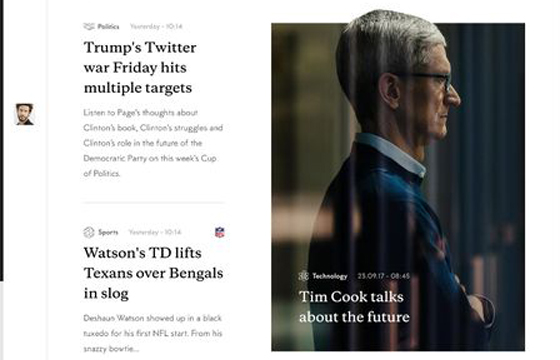 Politics Yesterday - 10:14
Trump's Twitter
war Friday hits
multiple targets
Listen to Page's thoughts about
Clinton's book, Clinton's struggles and
Clinton's role in the future of the
Democratic Party on this week's Cup
of Politics.
Sports Yesterday - 10:14
Watson's TD lifts
Texans over Bengals
in slog
Deshaun Watson showed up in a black
tuxedo for his first NFL start. From his
snazzy bowtie...
Technology 23.09.17 - 08:45
Tim Cook talks
about the future